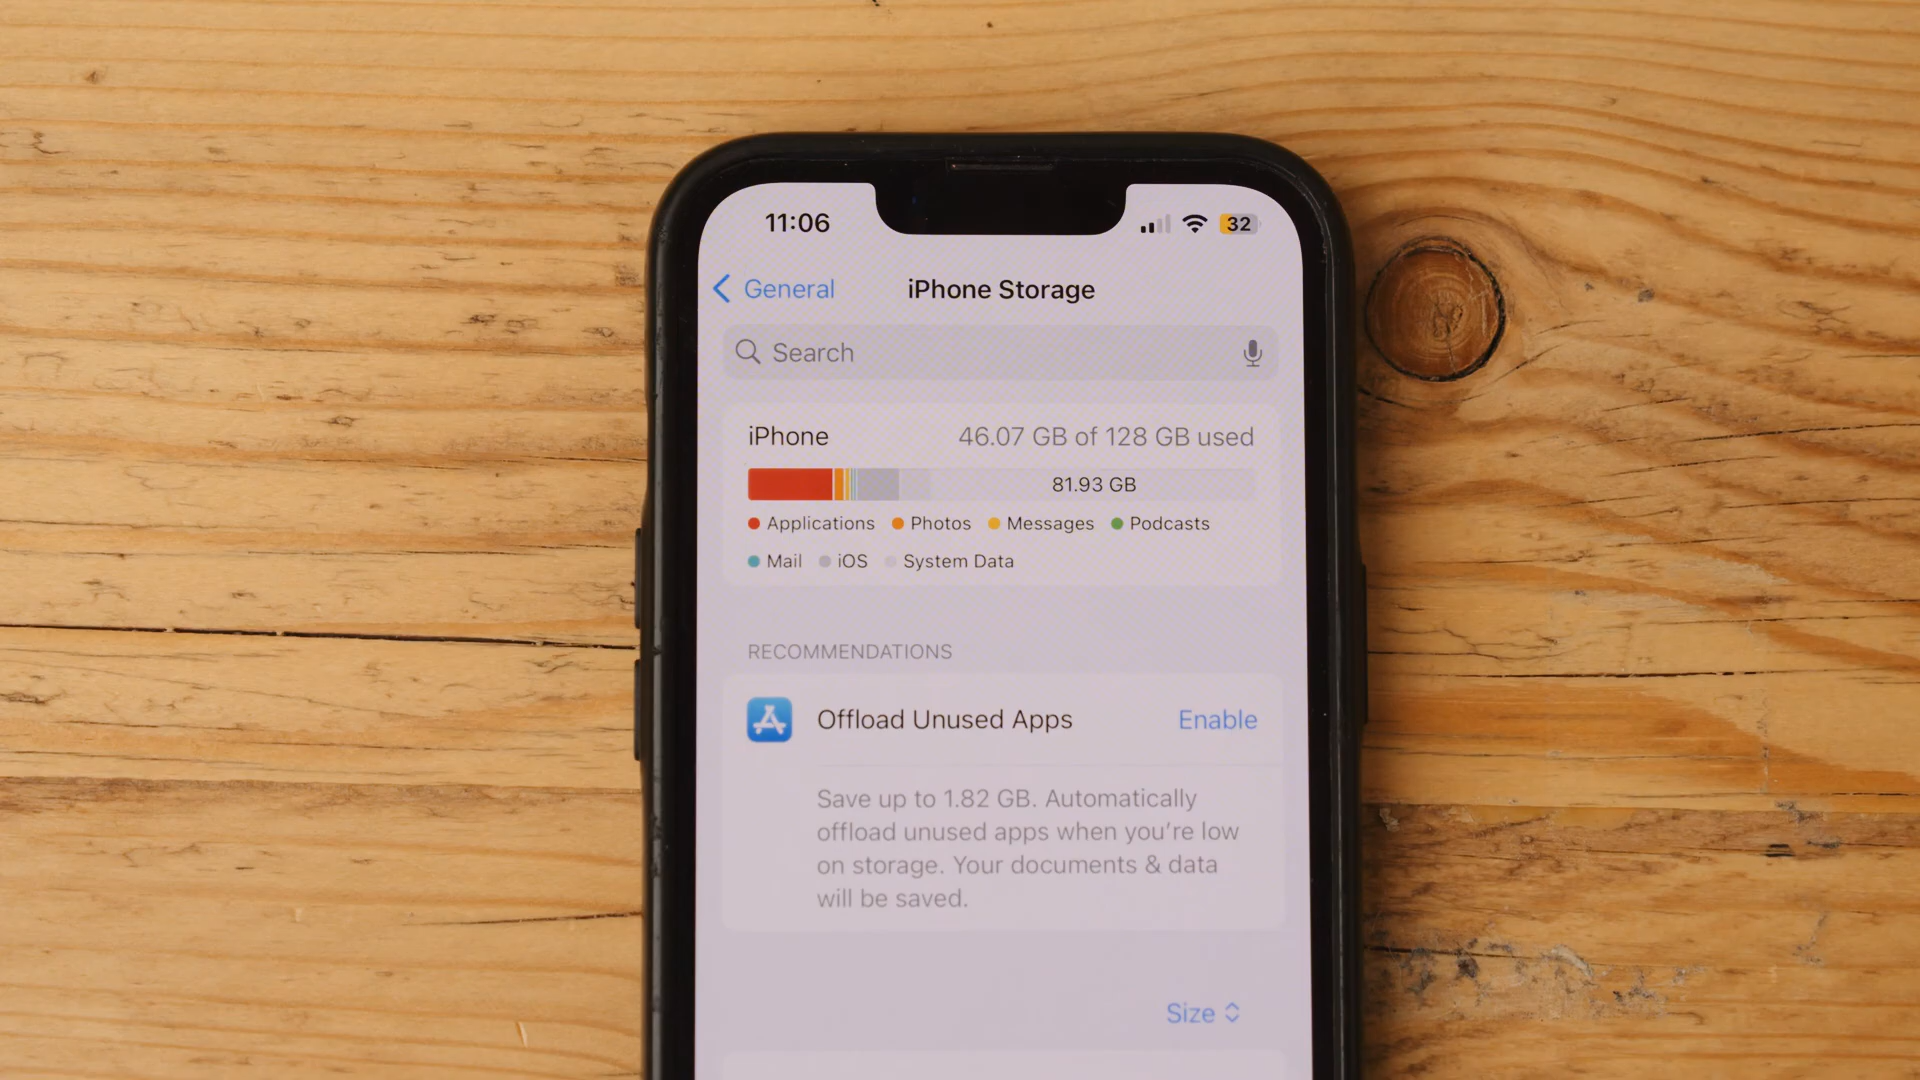 11:06 32
General iPhone Storage
Search
iPhone 46.07 GB of 128 GB used
81.93 GB
Applications Photos Messages Podcasts
Mail iOS System Data
RECOMMENDATIONS
Offload Unused Apps Enable
Save up to 1.82 GB. Automatically
offload unused apps when you’re low
on storage. Your documents & data
will be saved.
Size